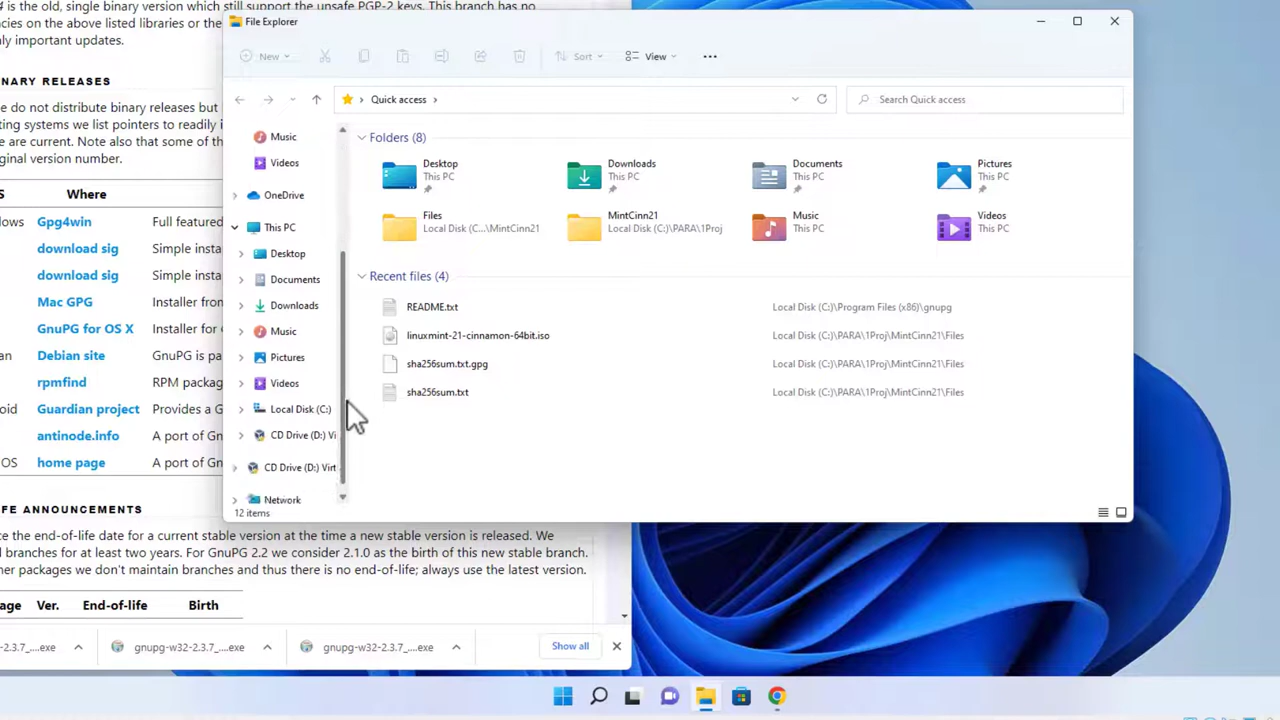 is the old, single binary version which still support the unsafe PGP-2 keys. This branch has no
on the above listed libraries or the
ly important updates.
NARY RELEASES
e do not distribute binary releases but
ting systems we list pointers to readily
are current. Note also that some of the
ginal version number.
S Where
ows Gpg4win Full featured
download sig Simple insta
download sig Simple insta
Mac GPG Installer from
GnuPG for OS X Installer for
an Debian site GnuPG is pa
rpmfind RPM package
oid Guardian project Provides a G
antinode.info A port of Gn
OS home page A port of Gn
IFE ANNOUNCEMENTS
ce the end-of-life date for a current stable version at the time a new stable version is released. We
branches for at least two years. For GnuPG 2.2 we consider 2.1.0 as the birth of this new stable branch.
her packages we don't maintain branches and thus there is no end-of-life; always use the latest version.
age Ver. End-of-life Birth
-2.3.7_....exe gnupg-w32-2.3.7_....exe gnupg-w32-2.3.7_....exe Show all
File Explorer
New Sort View
Quick access Search Quick access
Music
Videos
OneDrive
This PC
Desktop
Documents
Downloads
Music
Pictures
Videos
Local Disk (C:)
CD Drive (D:) Vi
CD Drive (D:) Virt
Network
12 items
Folders (8)
Desktop
This PC
Downloads
This PC
Documents
This PC
Pictures
This PC
Files
Local Disk (C...\MintCinn21
MintCinn21
Local Disk (C:)\PARA\1Proj
Music
This PC
Videos
This PC
Recent files (4)
README.txt Local Disk (C:)\Program Files (x86)\gnupg
linuxmint-21-cinnamon-64bit.iso Local Disk (C:)\PARA\1Proj\MintCinn21\Files
sha256sum.txt.gpg Local Disk (C:)\PARA\1Proj\MintCinn21\Files
sha256sum.txt Local Disk (C:)\PARA\1Proj\MintCinn21\Files